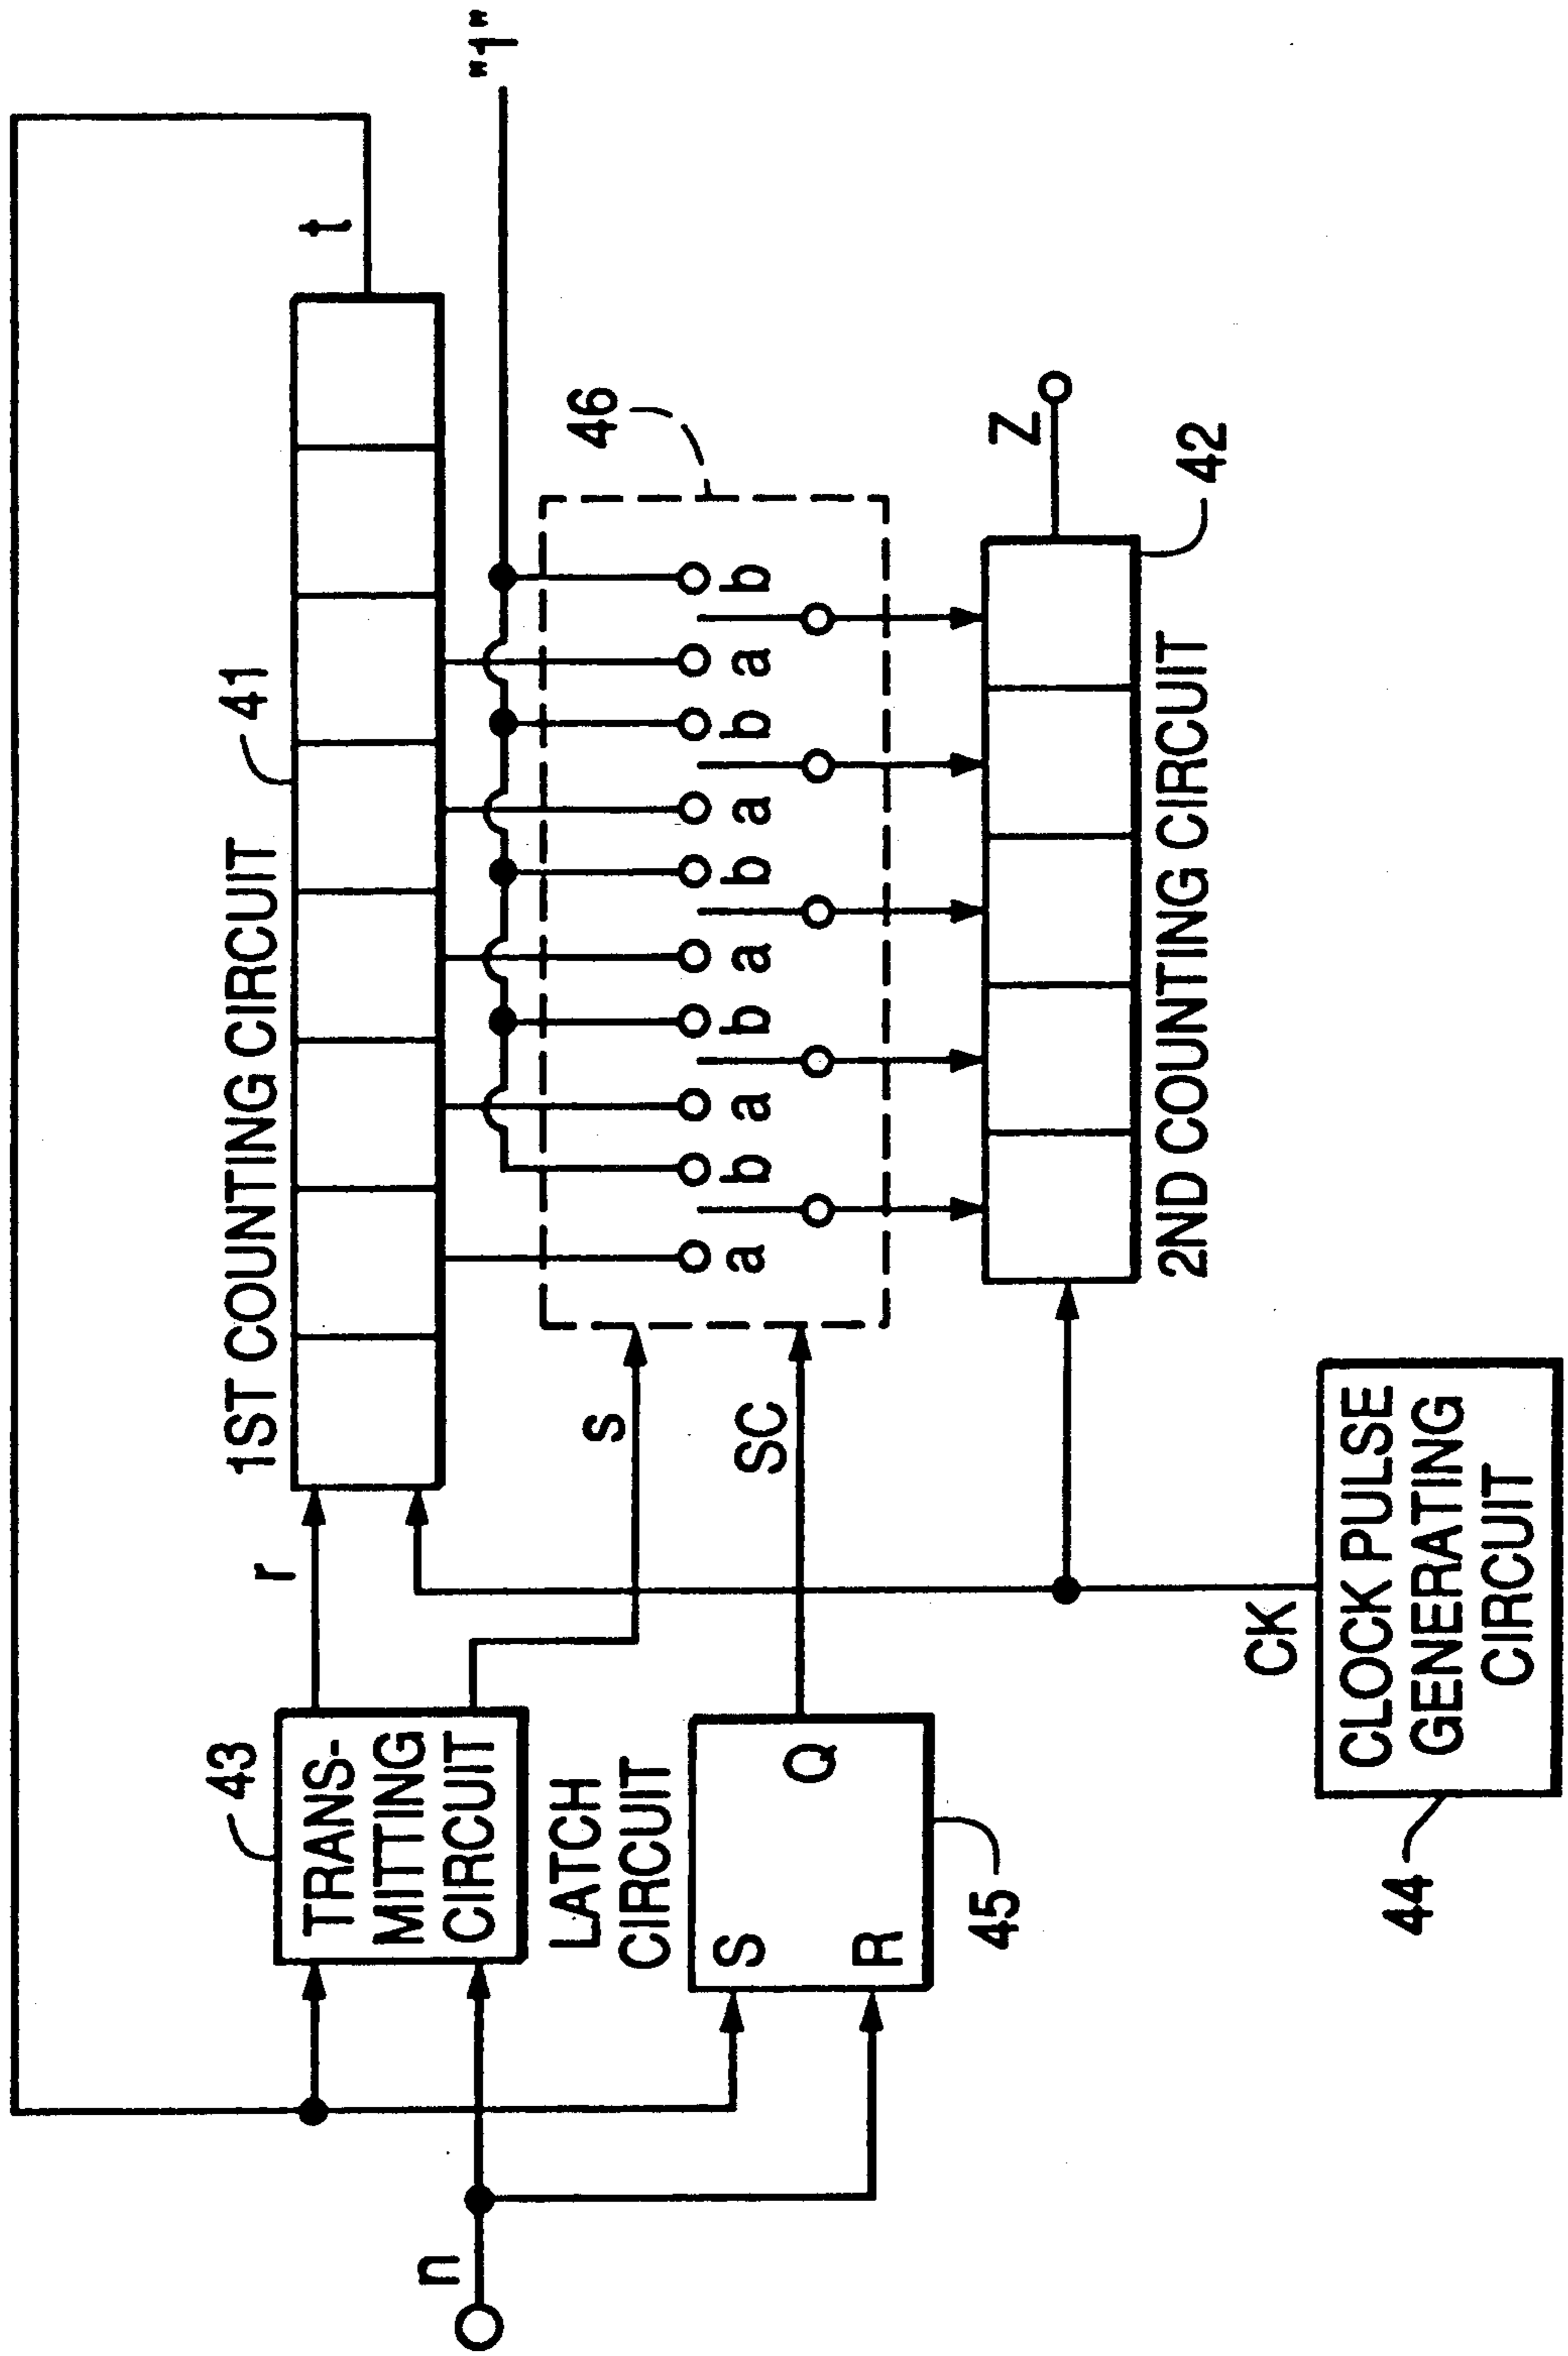 t
"1"
41
1ST COUNTING CIRCUIT
46
r
43
TRANS-
MITTING
CIRCUIT
s
a b a b a b a b a b
n
LATCH
CIRCUIT
S
Q
R
45
SC
Z
42
2ND COUNTING CIRCUIT
CK
44
CLOCK PULSE
GENERATING
CIRCUIT